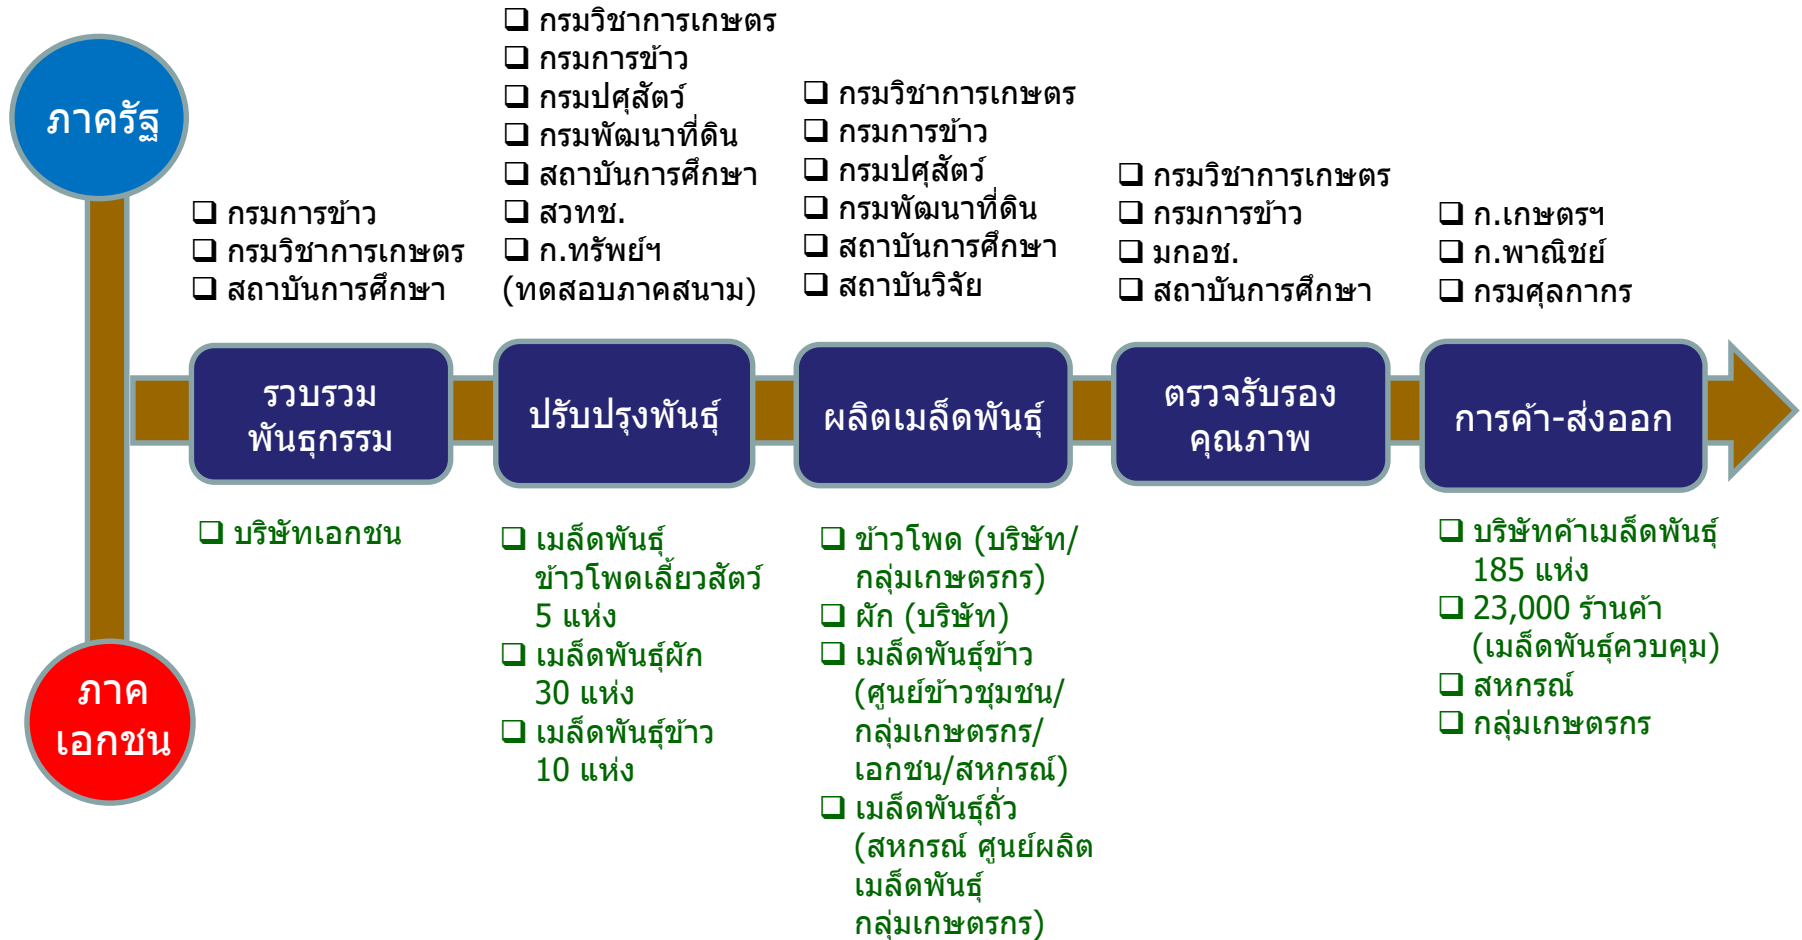 ภาครัฐ
❑ กรมการข้าว
❑ กรมวิชาการเกษตร
❑ สถาบันการศึกษา
❑ กรมวิชาการเกษตร
❑ กรมการข้าว
❑ กรมปศุสัตว์
❑ กรมพัฒนาที่ดิน
❑ สถาบันการศึกษา
❑ สวทช.
❑ ก.ทรัพย์ฯ
(ทดสอบภาคสนาม)
❑ กรมวิชาการเกษตร
❑ กรมการข้าว
❑ กรมปศุสัตว์
❑ กรมพัฒนาที่ดิน
❑ สถาบันการศึกษา
❑ สถาบันวิจัย
❑ กรมวิชาการเกษตร
❑ กรมการข้าว
❑ มกอช.
❑ สถาบันการศึกษา
❑ ก.เกษตรฯ
❑ ก.พาณิชย์
❑ กรมศุลกากร
รวบรวม
พันธุกรรม
ปรับปรุงพันธุ์
ผลิตเมล็ดพันธุ์
ตรวจรับรอง
คุณภาพ
การค้า-ส่งออก
ภาค
เอกชน
❑ บริษัทเอกชน
❑ เมล็ดพันธุ์
ข้าวโพดเลี้ยวสัตว์
5 แห่ง
❑ เมล็ดพันธุ์ผัก
30 แห่ง
❑ เมล็ดพันธุ์ข้าว
10 แห่ง
❑ ข้าวโพด (บริษัท/
กลุ่มเกษตรกร)
❑ ผัก (บริษัท)
❑ เมล็ดพันธุ์ข้าว
(ศูนย์ข้าวชุมชน/
กลุ่มเกษตรกร/
เอกชน/สหกรณ์)
❑ เมล็ดพันธุ์ถั่ว
(สหกรณ์ ศูนย์ผลิต
เมล็ดพันธุ์
กลุ่มเกษตรกร)
❑ บริษัทค้าเมล็ดพันธุ์
185 แห่ง
❑ 23,000 ร้านค้า
(เมล็ดพันธุ์ควบคุม)
❑ สหกรณ์
❑ กลุ่มเกษตรกร